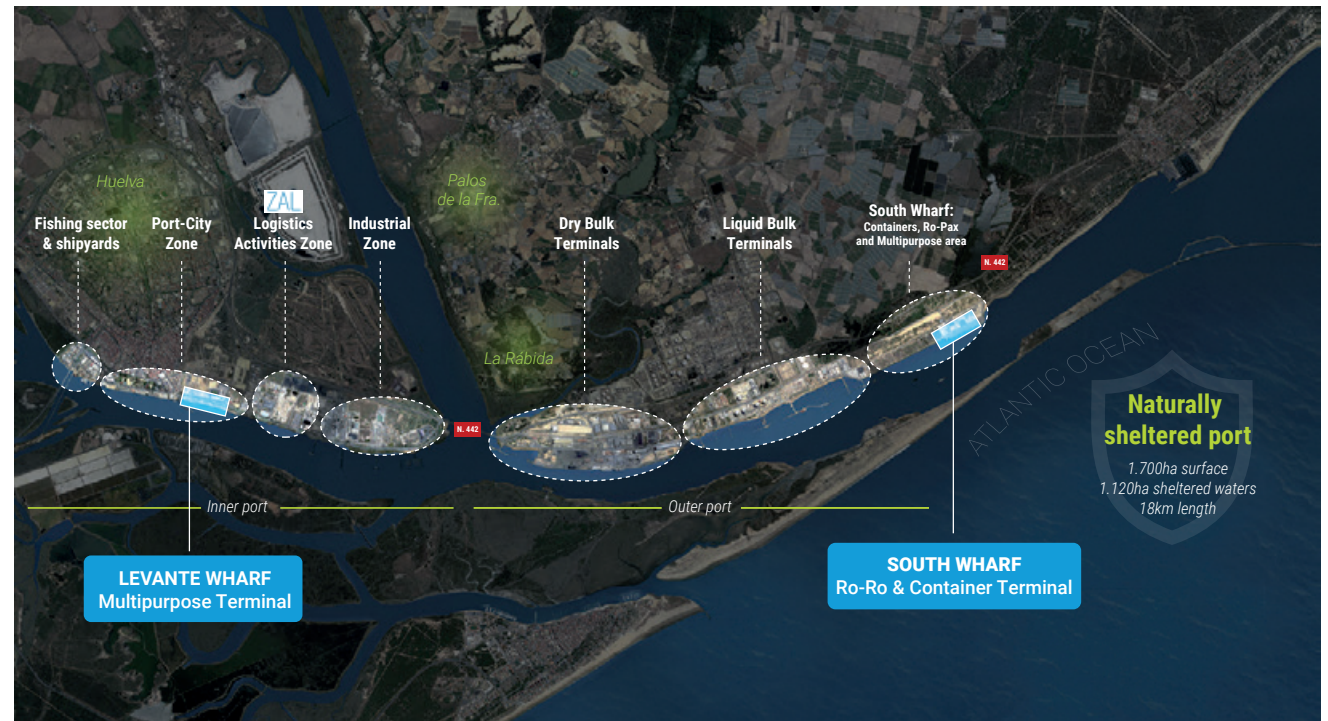 Huelva
Palos
de la Fra.
ZAL
Fishing sector
& shipyards
Port-City
Zone
Logistics
Activities Zone
Industrial
Zone
Dry Bulk
Terminals
Liquid Bulk
Terminals
South Wharf:
Containers, Ro-Pax
and Multipurpose area
N. 442
La Rábida
N. 442
ATLANTIC OCEAN
Naturally
sheltered port
1.700ha surface
1.120ha sheltered waters
18km length
Inner port
Outer port
LEVANTE WHARF
Multipurpose Terminal
SOUTH WHARF
Ro-Ro & Container Terminal